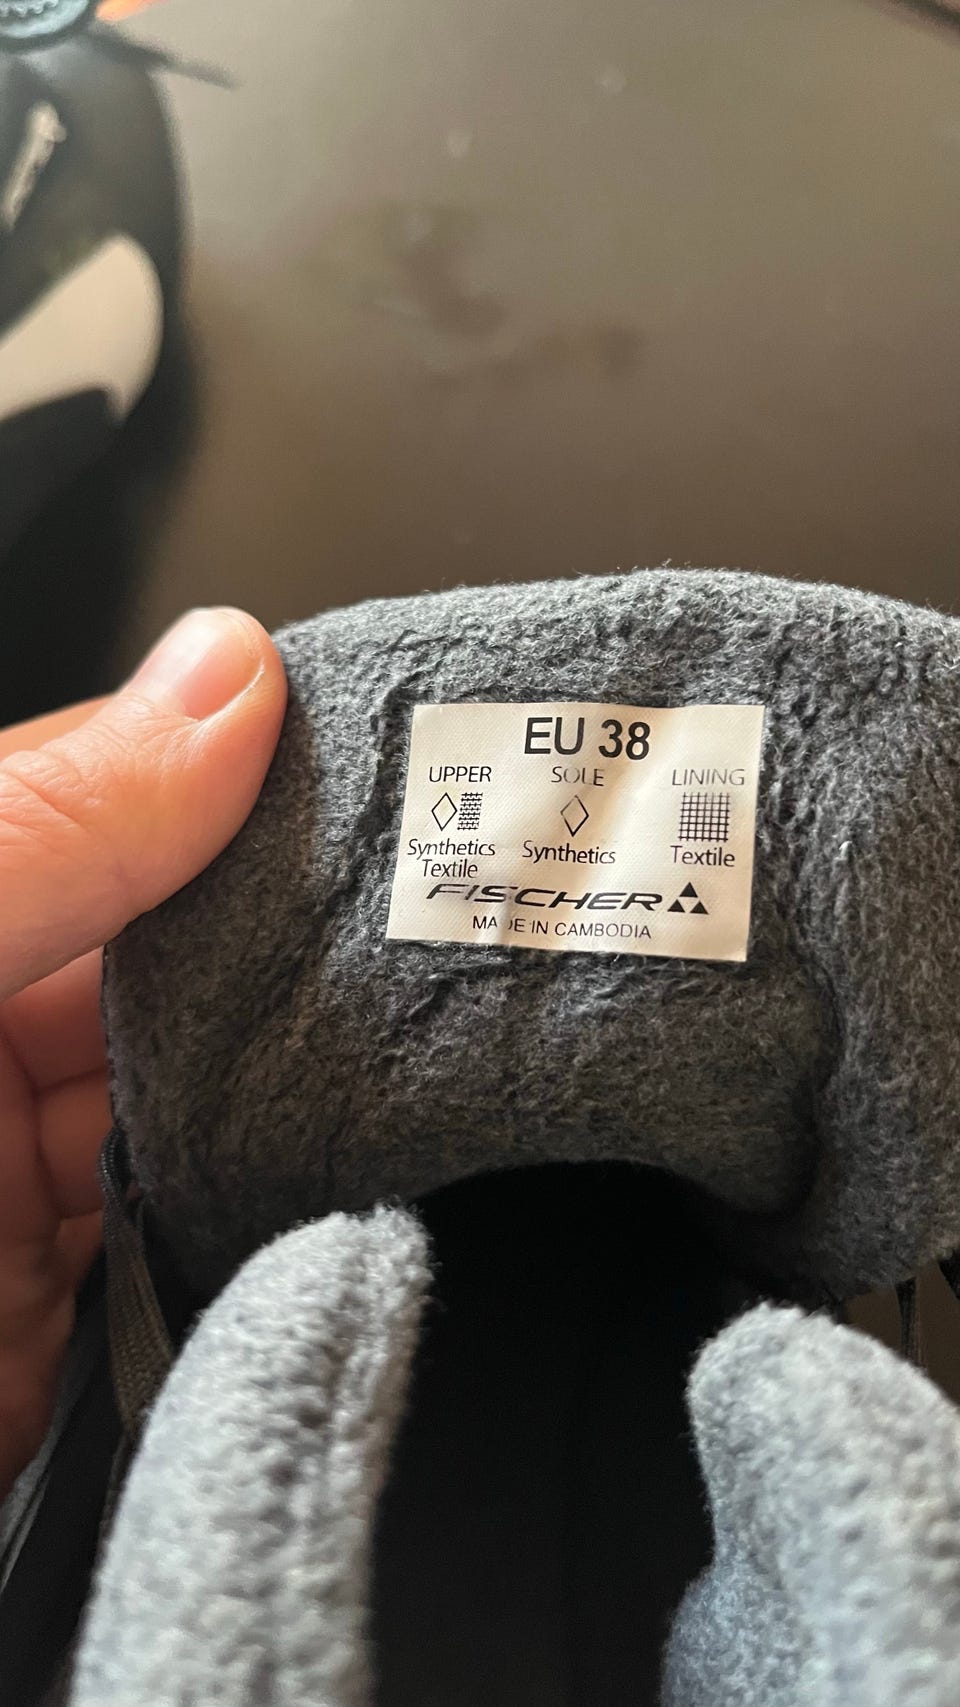 EU 38
UPPER SOLE LINING
Synthetics Synthetics Textile
Textile
FISCHER
MADE IN CAMBODIA